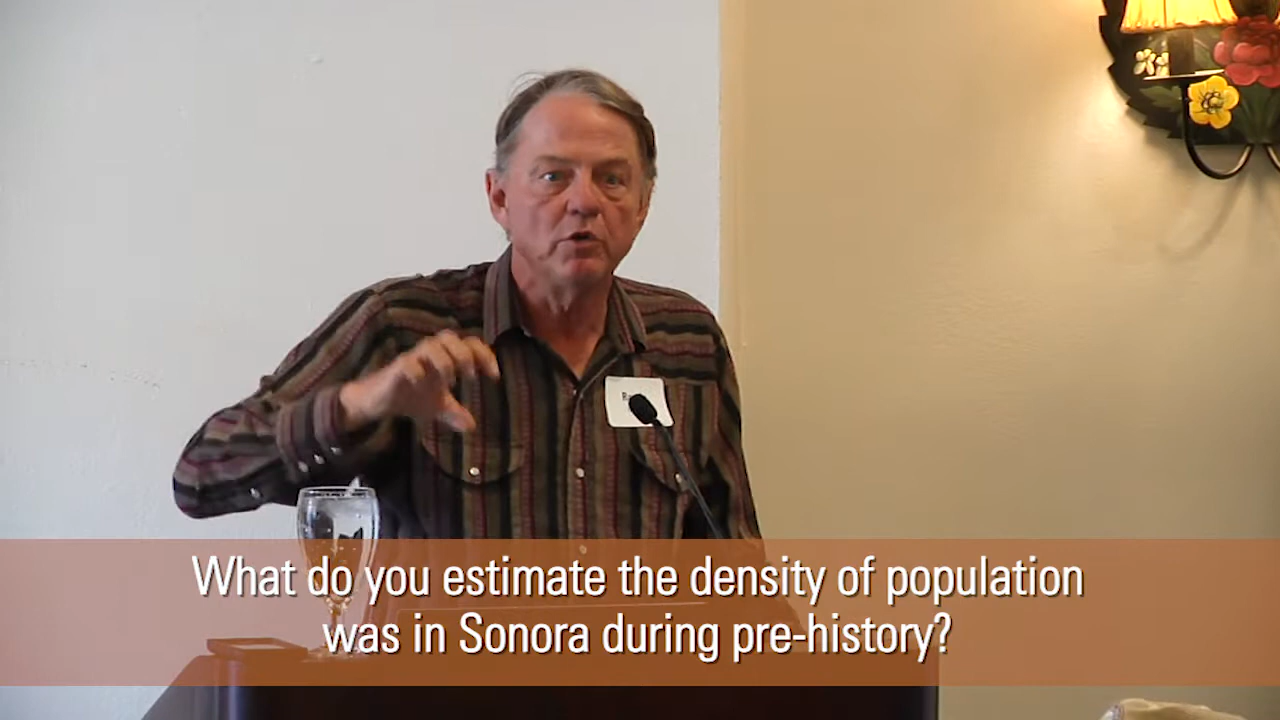 What do you estimate the density of population
was in Sonora during pre-history?